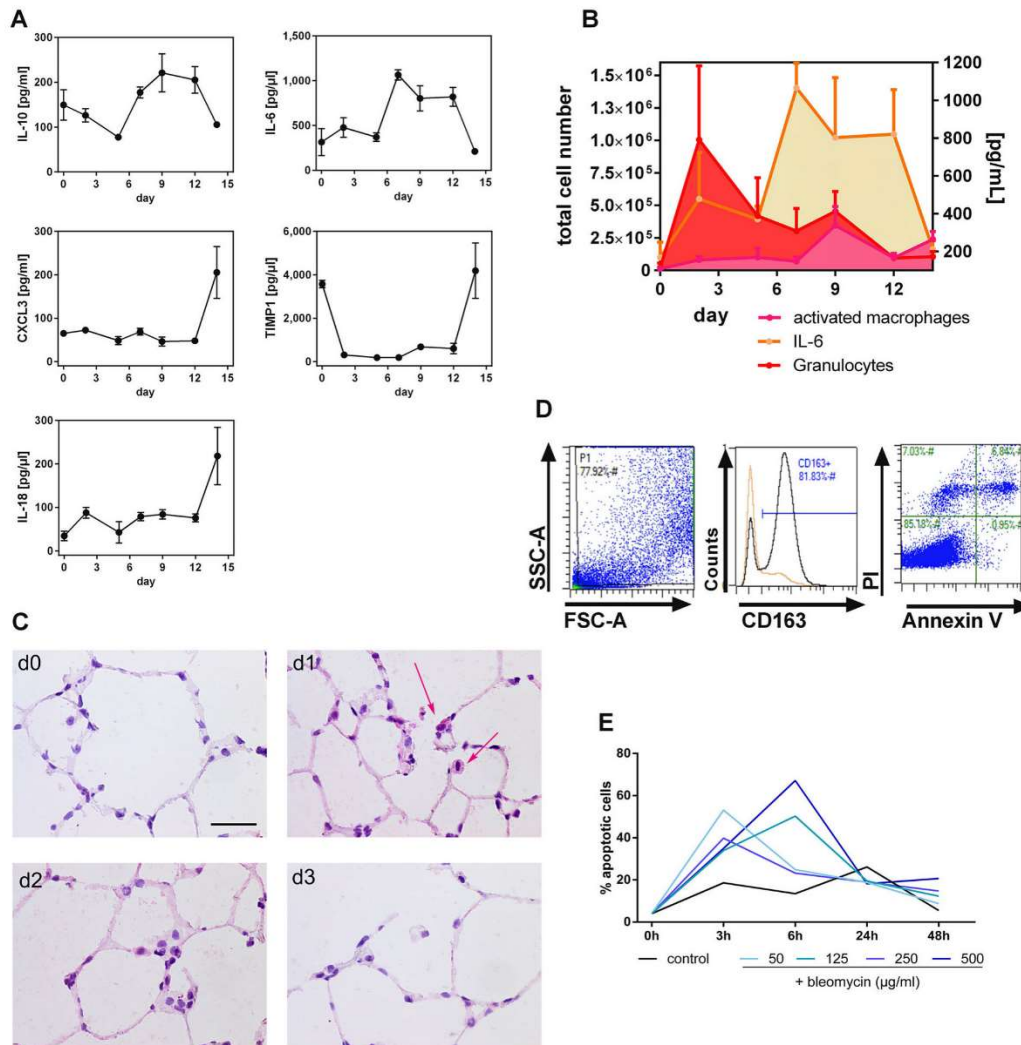 A
IL-10 [pg/ml]
300
200
100
0
0 3 6 9 12 15
day
IL-6 [pg/µl]
1,500
1,000
500
0
0 3 6 9 12 15
day
CXCL3 [pg/ml]
300
200
100
0
0 3 6 9 12 15
day
TIMP1 [pg/µl]
6,000
4,000
2,000
0
0 3 6 9 12 15
day
IL-18 [pg/µl]
300
200
100
0
0 3 6 9 12 15
day
B
total cell number
1.5×10⁶
1.3×10⁶
1.0×10⁶
7.5×10⁵
5.0×10⁵
2.5×10⁵
0
1200
1000
800
600
400
200
[pg/mL]
0 3 6 9 12
day
activated macrophages
IL-6
Granulocytes
C
d0
d1
d2
d3
D
SSC-A
P1
77.92%-#
FSC-A
Counts
CD163+
81.83%-#
CD163
PI
7.03%-# 6.84%-#
85.18%-# 0.95%-#
Annexin V
E
% apoptotic cells
80
60
40
20
0
0h 3h 6h 24h 48h
control 50 125 250 500
+ bleomycin (µg/ml)